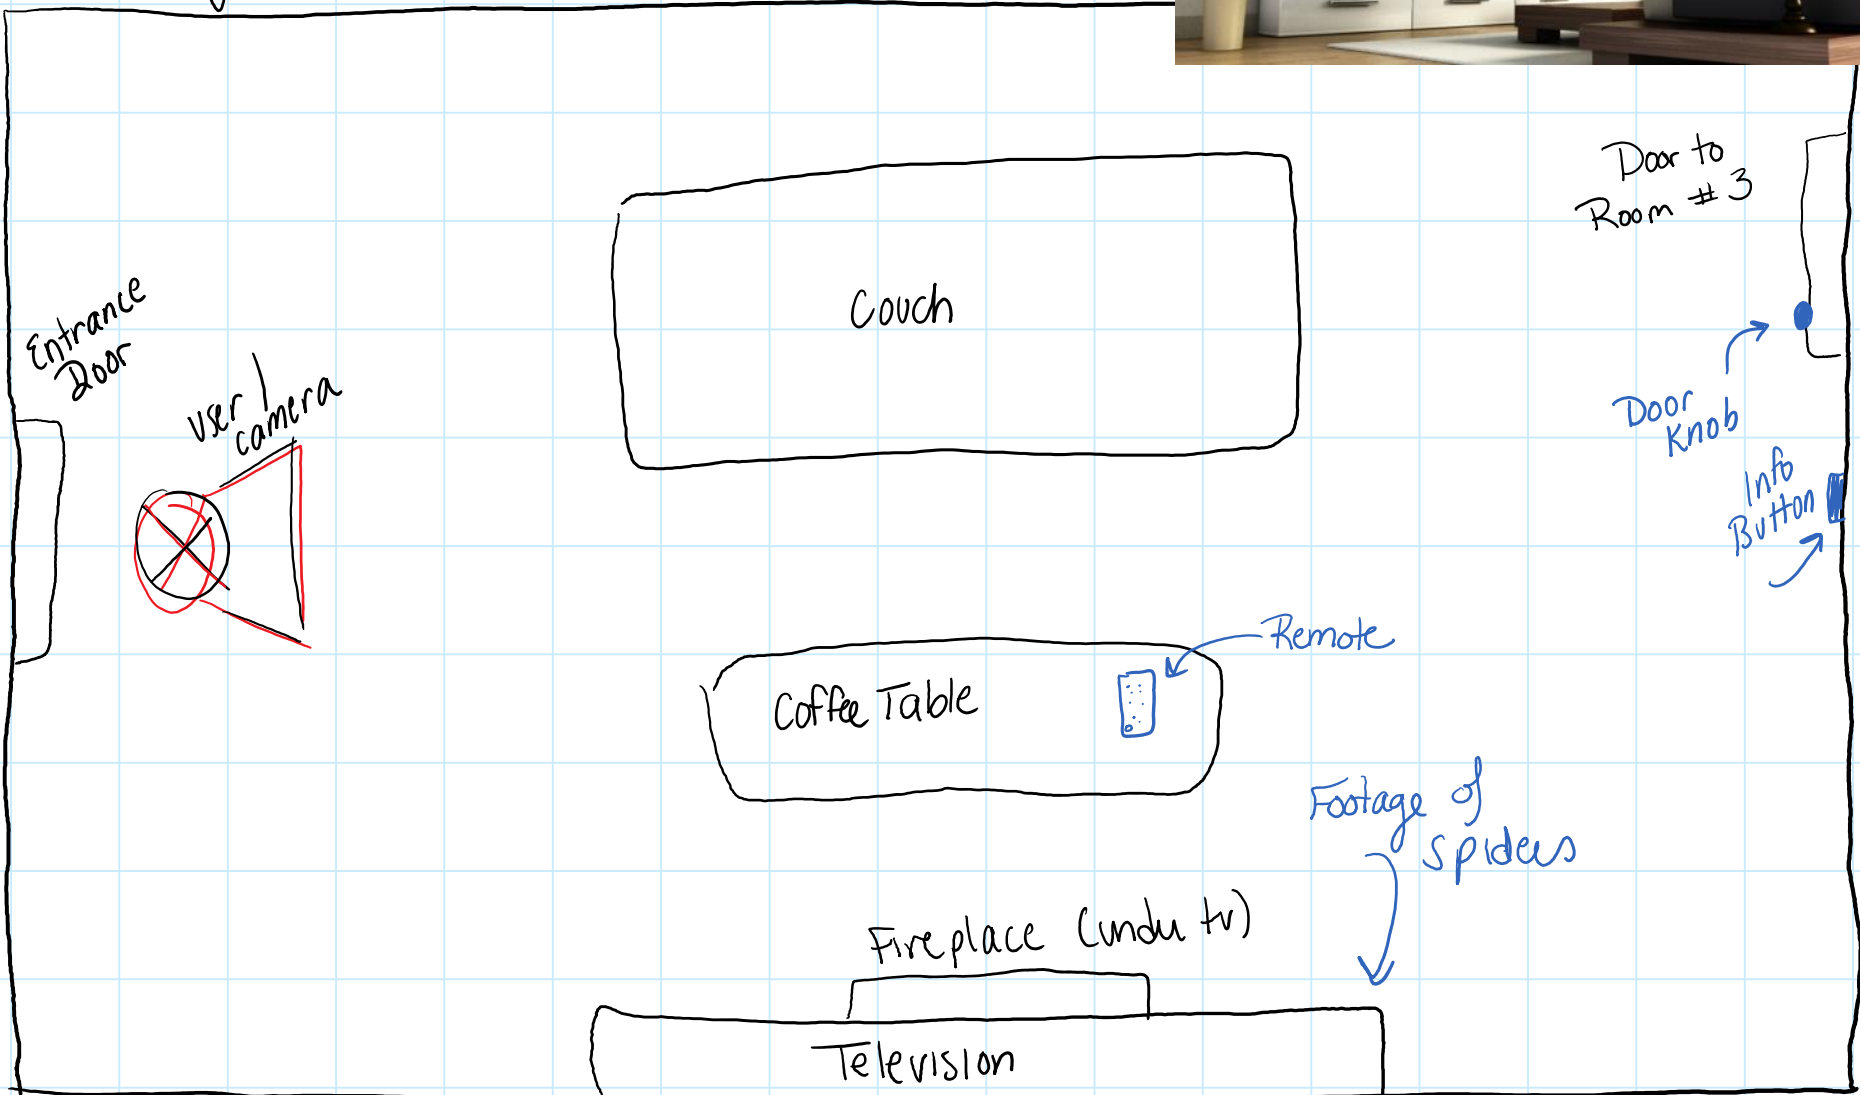 Door to
Room #3
Couch
Entrance
Door
user/
camera
Door
Knob
Info
Button
Remote
Coffee Table
Footage of
spiders
Fireplace (under tv)
Television